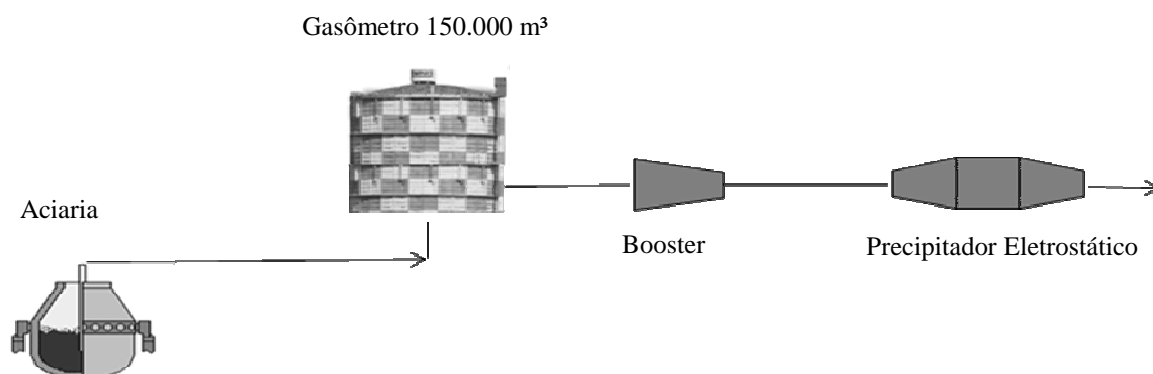 Gasômetro 150.000 m³
Aciaria
Booster
Precipitador Eletrostático